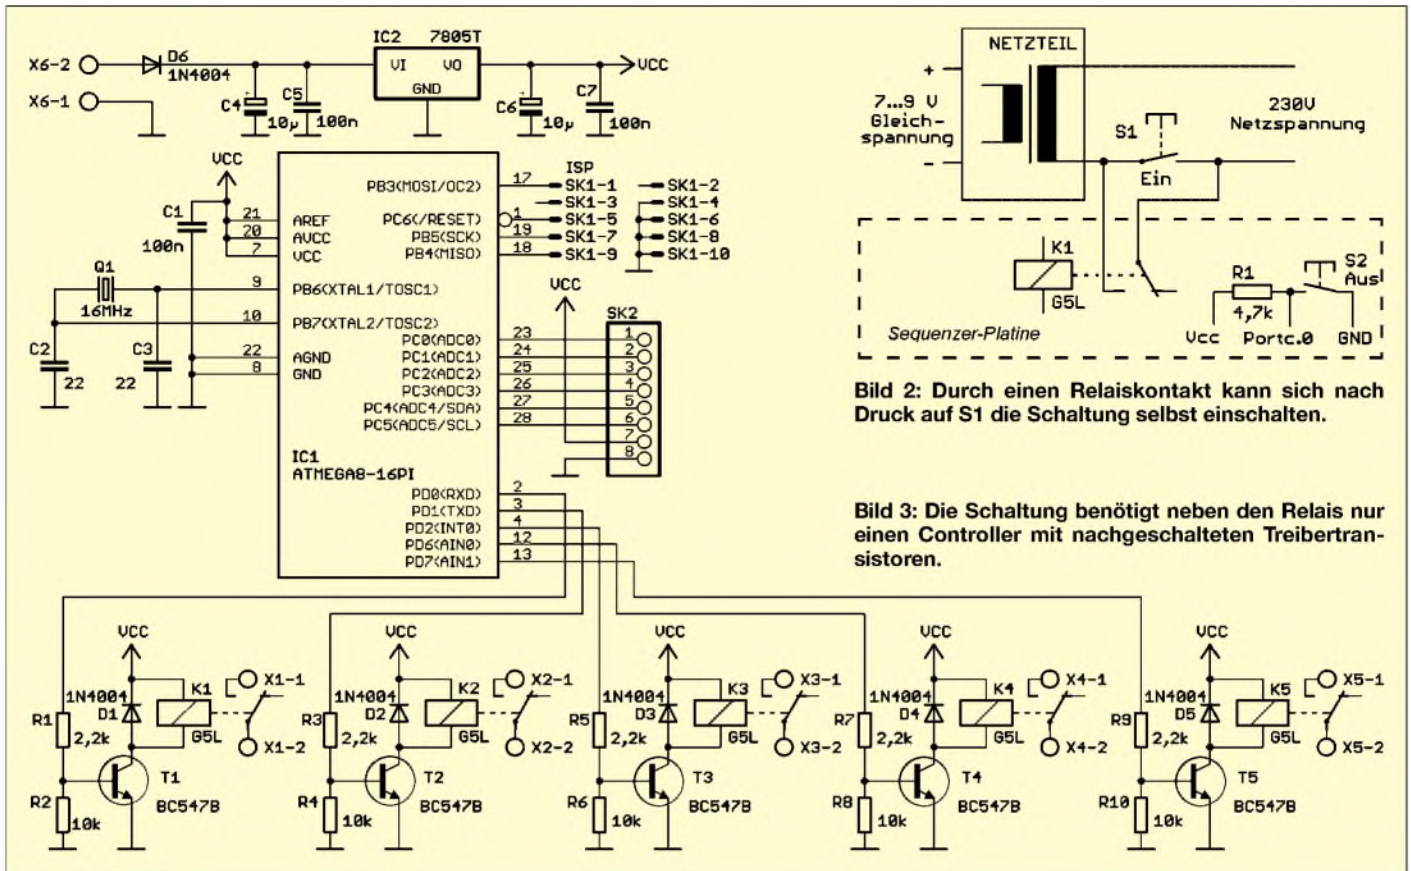 IC2 7805T
X6-2
D6
1N4004
VI VO
GND
VCC
X6-1
C4
10µ
C5
100n
C6
10µ
C7
100n
NETZTEIL
+
7...9 V
Gleich-
spannung
-
S1
Ein
230V
Netzspannung
K1
G5L
R1
4,7k
S2
Aus
Sequenzer-Platine
Vcc Portc.0 GND
Bild 2: Durch einen Relaiskontakt kann sich nach
Druck auf S1 die Schaltung selbst einschalten.
Bild 3: Die Schaltung benötigt neben den Relais nur
einen Controller mit nachgeschalteten Treibertran-
sistoren.
VCC
C1
100n
Q1
16MHz
C2
22
C3
22
21 AREF
20 AVCC
7 VCC
9 PB6(XTAL1/TOSC1)
10 PB7(XTAL2/TOSC2)
22 AGND
8 GND
IC1
ATMEGA8-16PI
ISP
PB3(MOSI/OC2) 17 SK1-1 SK1-2
SK1-3 SK1-4
PC6(/RESET) 1 SK1-5 SK1-6
PB5(SCK) 19 SK1-7 SK1-8
PB4(MISO) 18 SK1-9 SK1-10
VCC
SK2
PC0(ADC0) 23 1
PC1(ADC1) 24 2
PC2(ADC2) 25 3
PC3(ADC3) 26 4
PC4(ADC4/SDA) 27 5
PC5(ADC5/SCL) 28 6
7
8
PD0(RXD) 2
PD1(TXD) 3
PD2(INT0) 4
PD6(AIN0) 12
PD7(AIN1) 13
VCC
1N4004
D1
K1
G5L
X1-1
X1-2
R1
2,2k
T1
BC547B
R2
10k
VCC
1N4004
D2
K2
G5L
X2-1
X2-2
R3
2,2k
T2
BC547B
R4
10k
VCC
1N4004
D3
K3
G5L
X3-1
X3-2
R5
2,2k
T3
BC547B
R6
10k
VCC
1N4004
D4
K4
G5L
X4-1
X4-2
R7
2,2k
T4
BC547B
R8
10k
VCC
1N4004
D5
K5
G5L
X5-1
X5-2
R9
2,2k
T5
BC547B
R10
10k